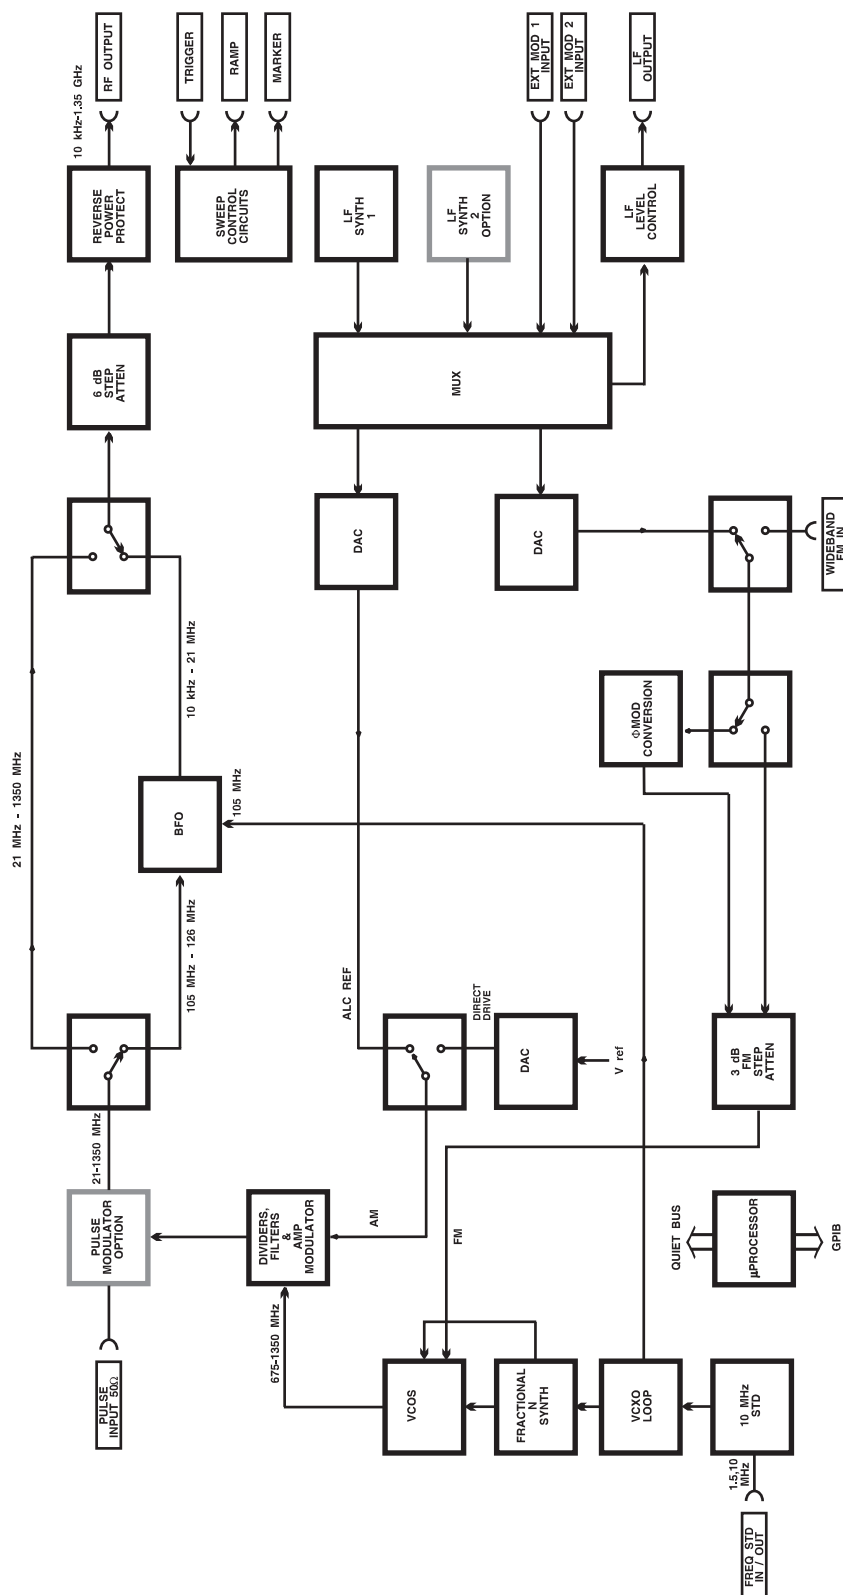 PULSE
INPUT 50Ω
PULSE
MODULATOR
OPTION
21-1350 MHz
21 MHz - 1350 MHz
105 MHz - 126 MHz
BFO
105 MHz
10 kHz - 21 MHz
6 dB
STEP
ATTEN
REVERSE
POWER
PROTECT
10 kHz-1.35 GHz
RF OUTPUT
SWEEP
CONTROL
CIRCUITS
TRIGGER
RAMP
MARKER
675-1350 MHz
DIVIDERS,
FILTERS
&
AMP
MODULATOR
AM
ALC REF
DAC
LF
SYNTH
1
LF
SYNTH
2
OPTION
MUX
EXT MOD 1
INPUT
EXT MOD 2
INPUT
LF
LEVEL
CONTROL
LF
OUTPUT
VCOS
FM
DIRECT
DRIVE
DAC
V ref
DAC
FRACTIONAL
N
SYNTH
VCXO
LOOP
10 MHz
STD
1.5,10
MHz
FREQ STD
IN / OUT
QUIET BUS
µPROCESSOR
GPIB
3 dB
FM
STEP
ATTEN
ΦMOD
CONVERSION
WIDEBAND
FM IN